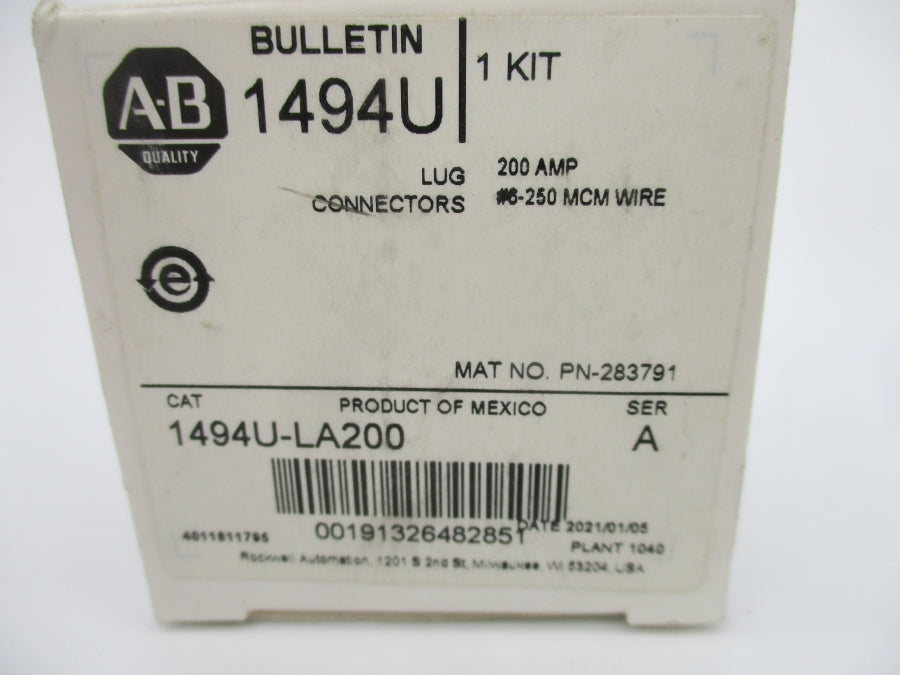 BULLETIN
1494U
1 KIT
A-B
QUALITY
LUG
CONNECTORS
200 AMP
#6-250 MCM WIRE
e
MAT NO. PN-283791
CAT
PRODUCT OF MEXICO
SER
1494U-LA200
A
00191326482851
DATE 2021/01/05
4011811795
PLANT 1040
Rockwell Automation, 1201 S 2nd St, Milwaukee, WI 53204, USA